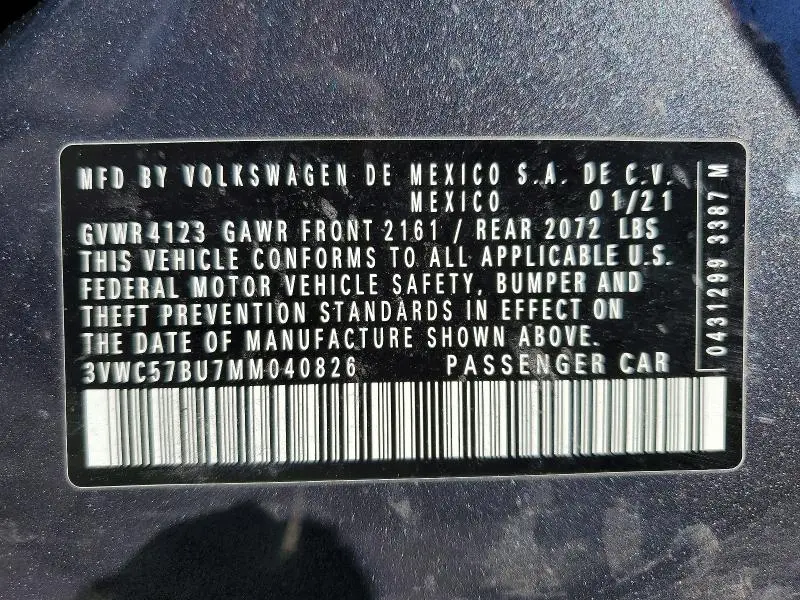 MFD BY VOLKSWAGEN DE MEXICO S.A. DE C.V.
MEXICO 01/21
GVWR 4123 GAWR FRONT 2161 / REAR 2072 LBS
THIS VEHICLE CONFORMS TO ALL APPLICABLE U.S.
FEDERAL MOTOR VEHICLE SAFETY, BUMPER AND
THEFT PREVENTION STANDARDS IN EFFECT ON
THE DATE OF MANUFACTURE SHOWN ABOVE.
3VWC57BU7MM040826 PASSENGER CAR
0431299 3387 M